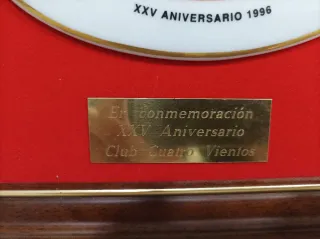 XXV ANIVERSARIO 1996
En Conmemoración
XXV Aniversario
Club Cuatro Vientos